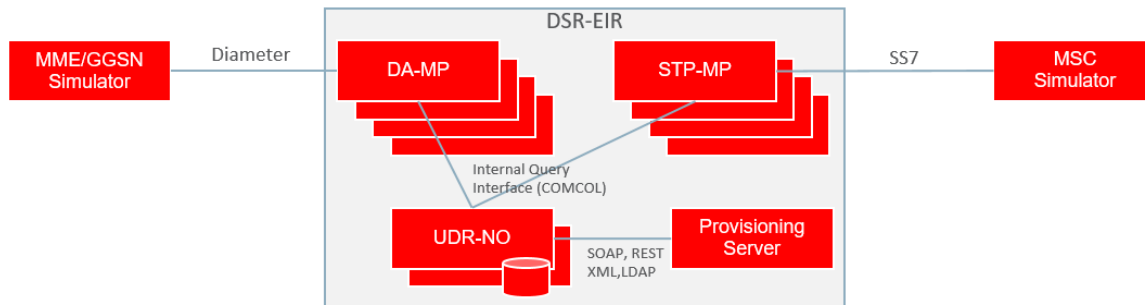 DSR-EIR
MME/GGSN
Simulator
Diameter
DA-MP
STP-MP
SS7
MSC
Simulator
Internal Query
Interface (COMCOL)
UDR-NO
SOAP, REST
XML,LDAP
Provisioning
Server